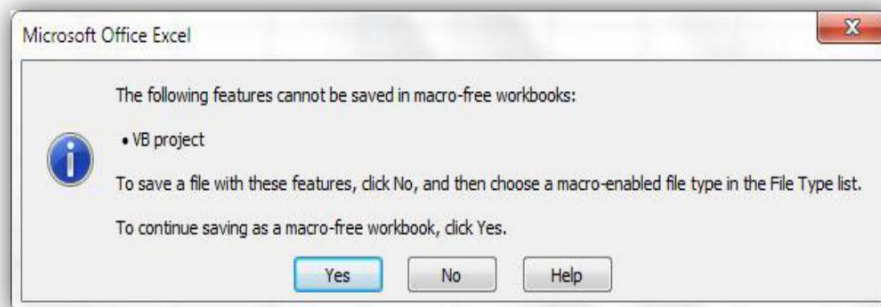 Microsoft Office Excel
The following features cannot be saved in macro-free workbooks:
• VB project
To save a file with these features, click No, and then choose a macro-enabled file type in the File Type list.
To continue saving as a macro-free workbook, click Yes.
Yes No Help